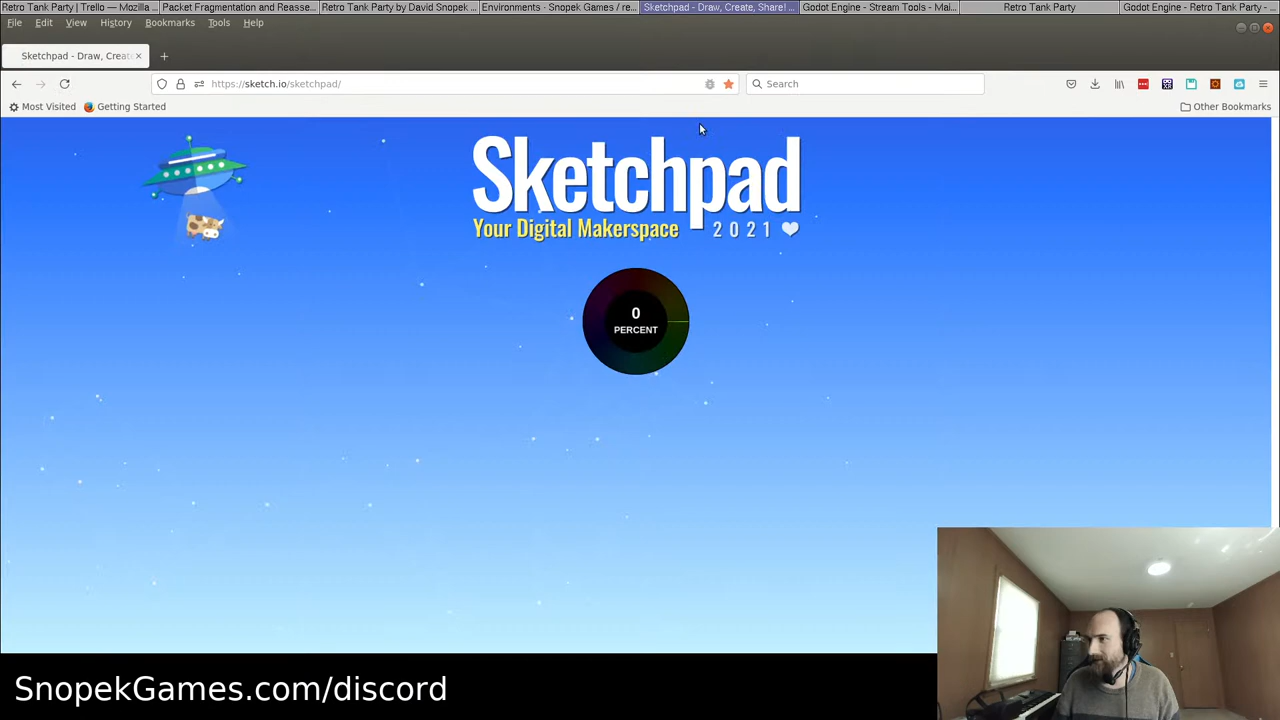 Retro Tank Party | Trello — Mozilla ...
Packet Fragmentation and Reasse...
Retro Tank Party by David Snopek ...
Environments · Snopek Games / re...
Sketchpad - Draw, Create, Share! ...
Godot Engine - Stream Tools - Mai...
Retro Tank Party
Godot Engine - Retro Tank Party - ...
File Edit View History Bookmarks Tools Help
Sketchpad - Draw, Create
https://sketch.io/sketchpad/
Search
Most Visited
Getting Started
Other Bookmarks
Sketchpad
Your Digital Makerspace 2021
0
PERCENT
SnopekGames.com/discord